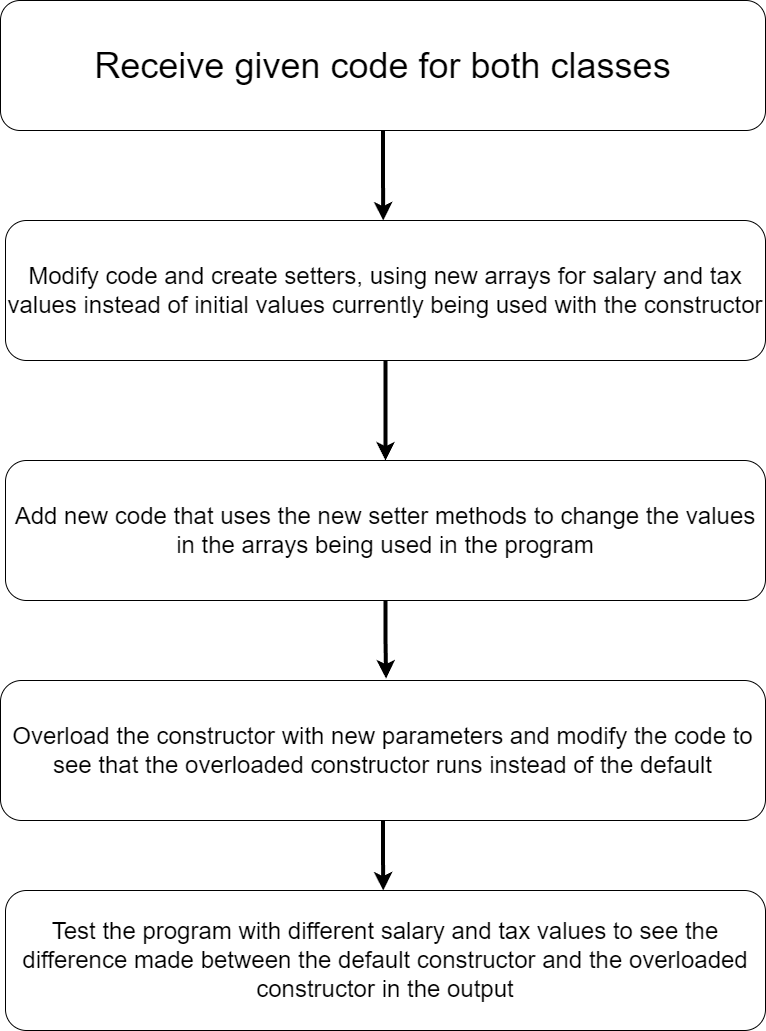 Receive given code for both classes
Modify code and create setters, using new arrays for salary and tax
values instead of initial values currently being used with the constructor
Add new code that uses the new setter methods to change the values
in the arrays being used in the program
Overload the constructor with new parameters and modify the code to
see that the overloaded constructor runs instead of the default
Test the program with different salary and tax values to see the
difference made between the default constructor and the overloaded
constructor in the output